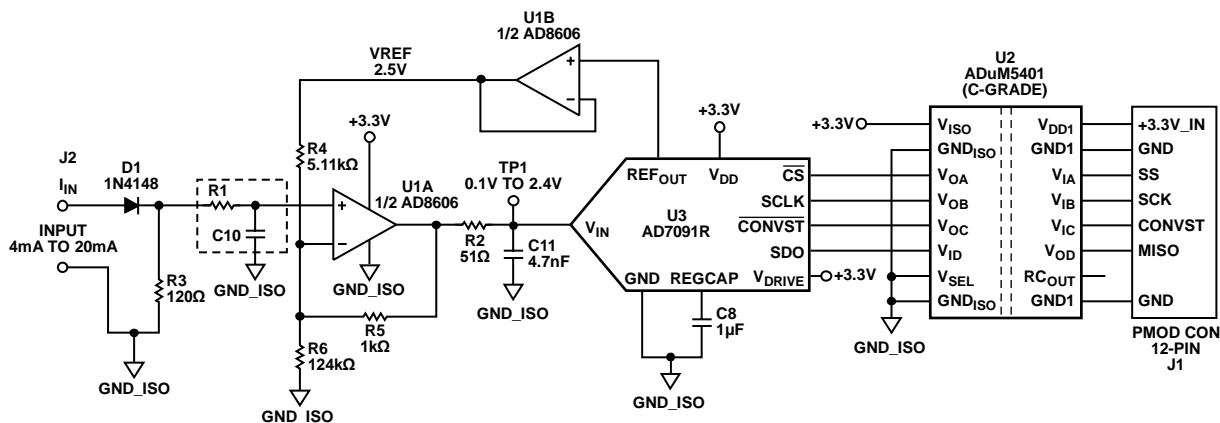 U1B
1/2 AD8606
VREF
2.5V
+
−
+3.3V
+3.3V
U2
ADuM5401
(C-GRADE)
+3.3V
VISO
GNDISO
VOA
VOB
VOC
VID
VSEL
GNDISO
VDD1
GND1
VIA
VIB
VIC
VOD
RCOUT
GND1
+3.3V_IN
GND
SS
SCK
CONVST
MISO
GND
PMOD CON
12-PIN
J1
GND_ISO
J2
IIN
D1
1N4148
R1
C10
GND_ISO
INPUT
4mA TO 20mA
R3
120Ω
GND_ISO
R4
5.11kΩ
U1A
1/2 AD8606
+
−
GND_ISO
R5
1kΩ
R6
124kΩ
GND_ISO
TP1
0.1V TO 2.4V
R2
51Ω
C11
4.7nF
GND_ISO
REFOUT
VDD
CS
SCLK
CONVST
SDO
VDRIVE
+3.3V
VIN
U3
AD7091R
GND
REGCAP
C8
1µF
GND_ISO